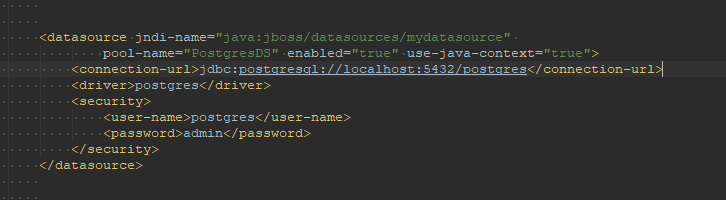 <datasource jndi-name="java:jboss/datasources/mydatasource"
pool-name="PostgresDS" enabled="true" use-java-context="true">
<connection-url>jdbc:postgresql://localhost:5432/postgres</connection-url>
<driver>postgres</driver>
<security>
<user-name>postgres</user-name>
<password>admin</password>
</security>
</datasource>